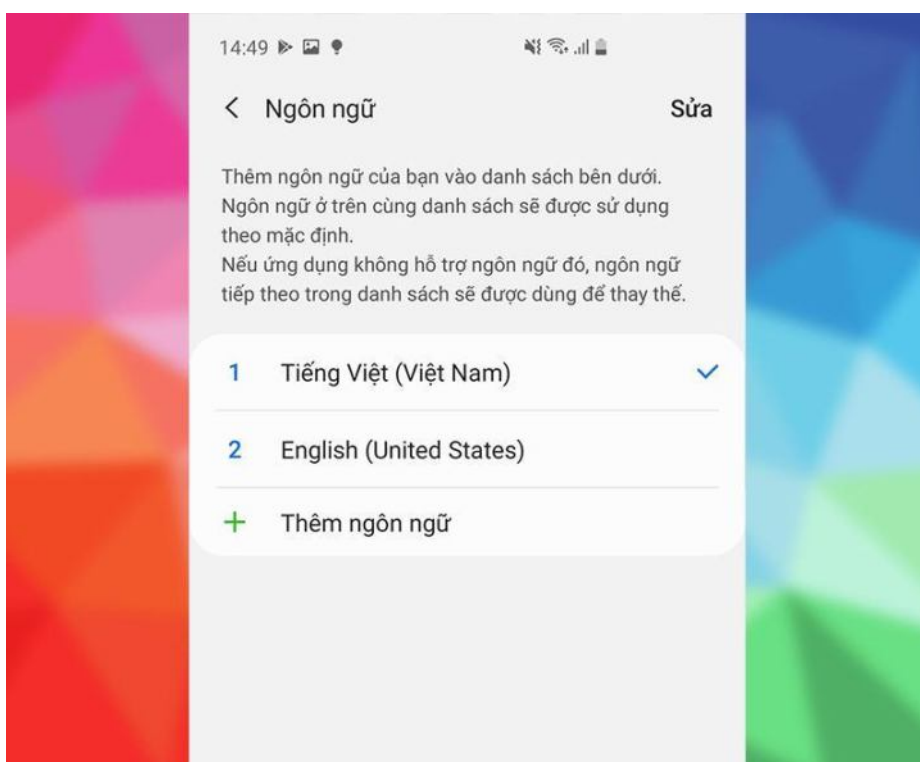 14:49
Ngôn ngữ
Sửa
Thêm ngôn ngữ của bạn vào danh sách bên dưới.
Ngôn ngữ ở trên cùng danh sách sẽ được sử dụng
theo mặc định.
Nếu ứng dụng không hỗ trợ ngôn ngữ đó, ngôn ngữ
tiếp theo trong danh sách sẽ được dùng để thay thế.
1 Tiếng Việt (Việt Nam)
2 English (United States)
+ Thêm ngôn ngữ